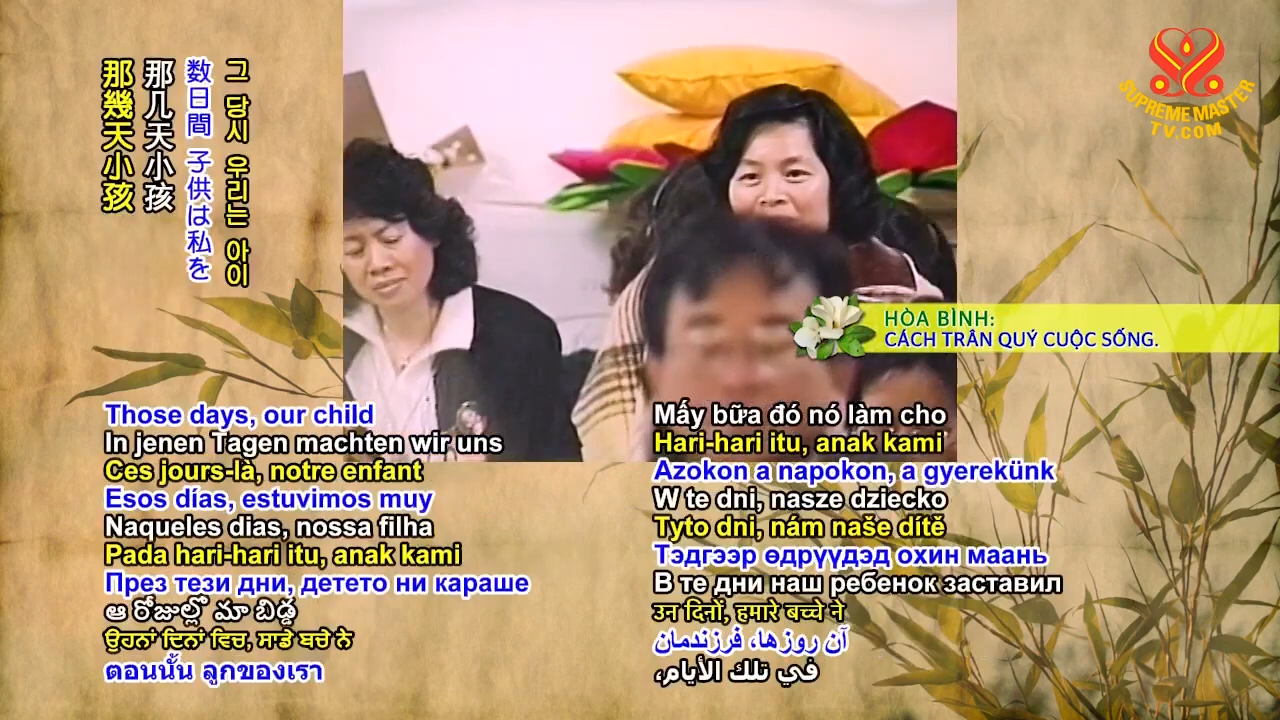 那幾天小孩
那几天小孩
数日間 子供は私を
그 당시 우리는 아이
SUPREME MASTER
TV.COM
HÒA BÌNH:
CÁCH TRÂN QUÝ CUỘC SỐNG.
Those days, our child
In jenen Tagen machten wir uns
Ces jours-là, notre enfant
Esos días, estuvimos muy
Naqueles dias, nossa filha
Pada hari-hari itu, anak kami
През тези дни, детето ни караше
ఆ రోజుల్లో మా బిడ్డ
ਉਹਨਾਂ ਦਿਨਾਂ ਵਿਚ, ਸਾਡੇ ਬਚੇ ਨੇ
ตอนนั้น ลูกของเรา
Mấy bữa đó nó làm cho
Hari-hari itu, anak kami
Azokon a napokon, a gyerekünk
W te dni, nasze dziecko
Tyto dni, nám naše dítě
Тэдгээр өдрүүдэд охин маань
В те дни наш ребенок заставил
उन दिनों, हमारे बच्चे ने
آن روزها، فرزندمان
في تلك الأيام،